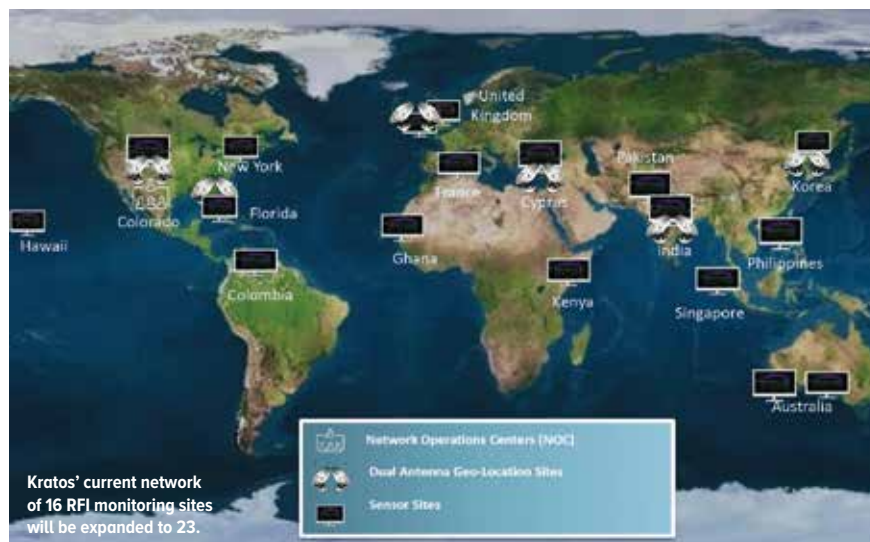 United
Kingdom
New York
Pakistan
France
Cyprus
Korea
Colorado
Florida
Hawaii
Ghana
India
Philippines
Colombia
Kenya
Singapore
Australia
Network Operations Centers (NOC)
Dual Antenna Geo-Location Sites
Sensor Sites
Kratos’ current network
of 16 RFI monitoring sites
will be expanded to 23.